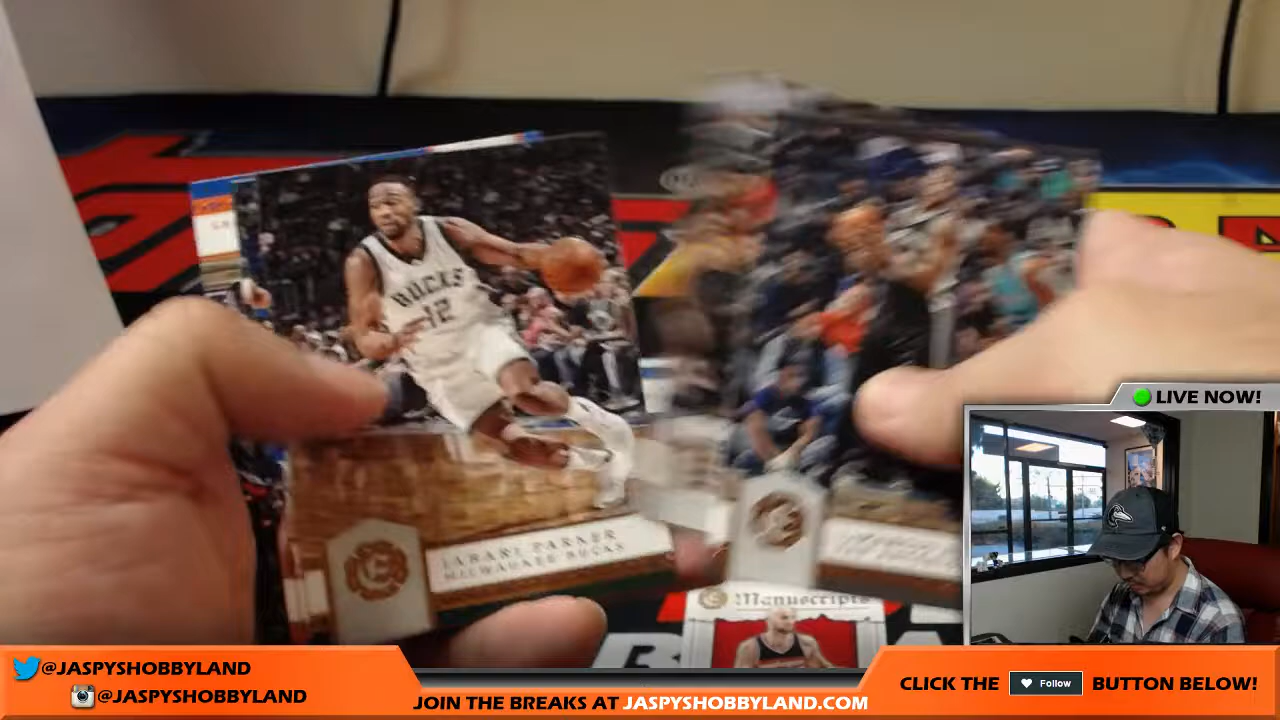 BUCKS
12
JABARI PARKER
MILWAUKEE BUCKS
Manuscripts
LIVE NOW!
@JASPYSHOBBYLAND
@JASPYSHOBBYLAND
JOIN THE BREAKS AT JASPYSHOBBYLAND.COM
CLICK THE Follow BUTTON BELOW!